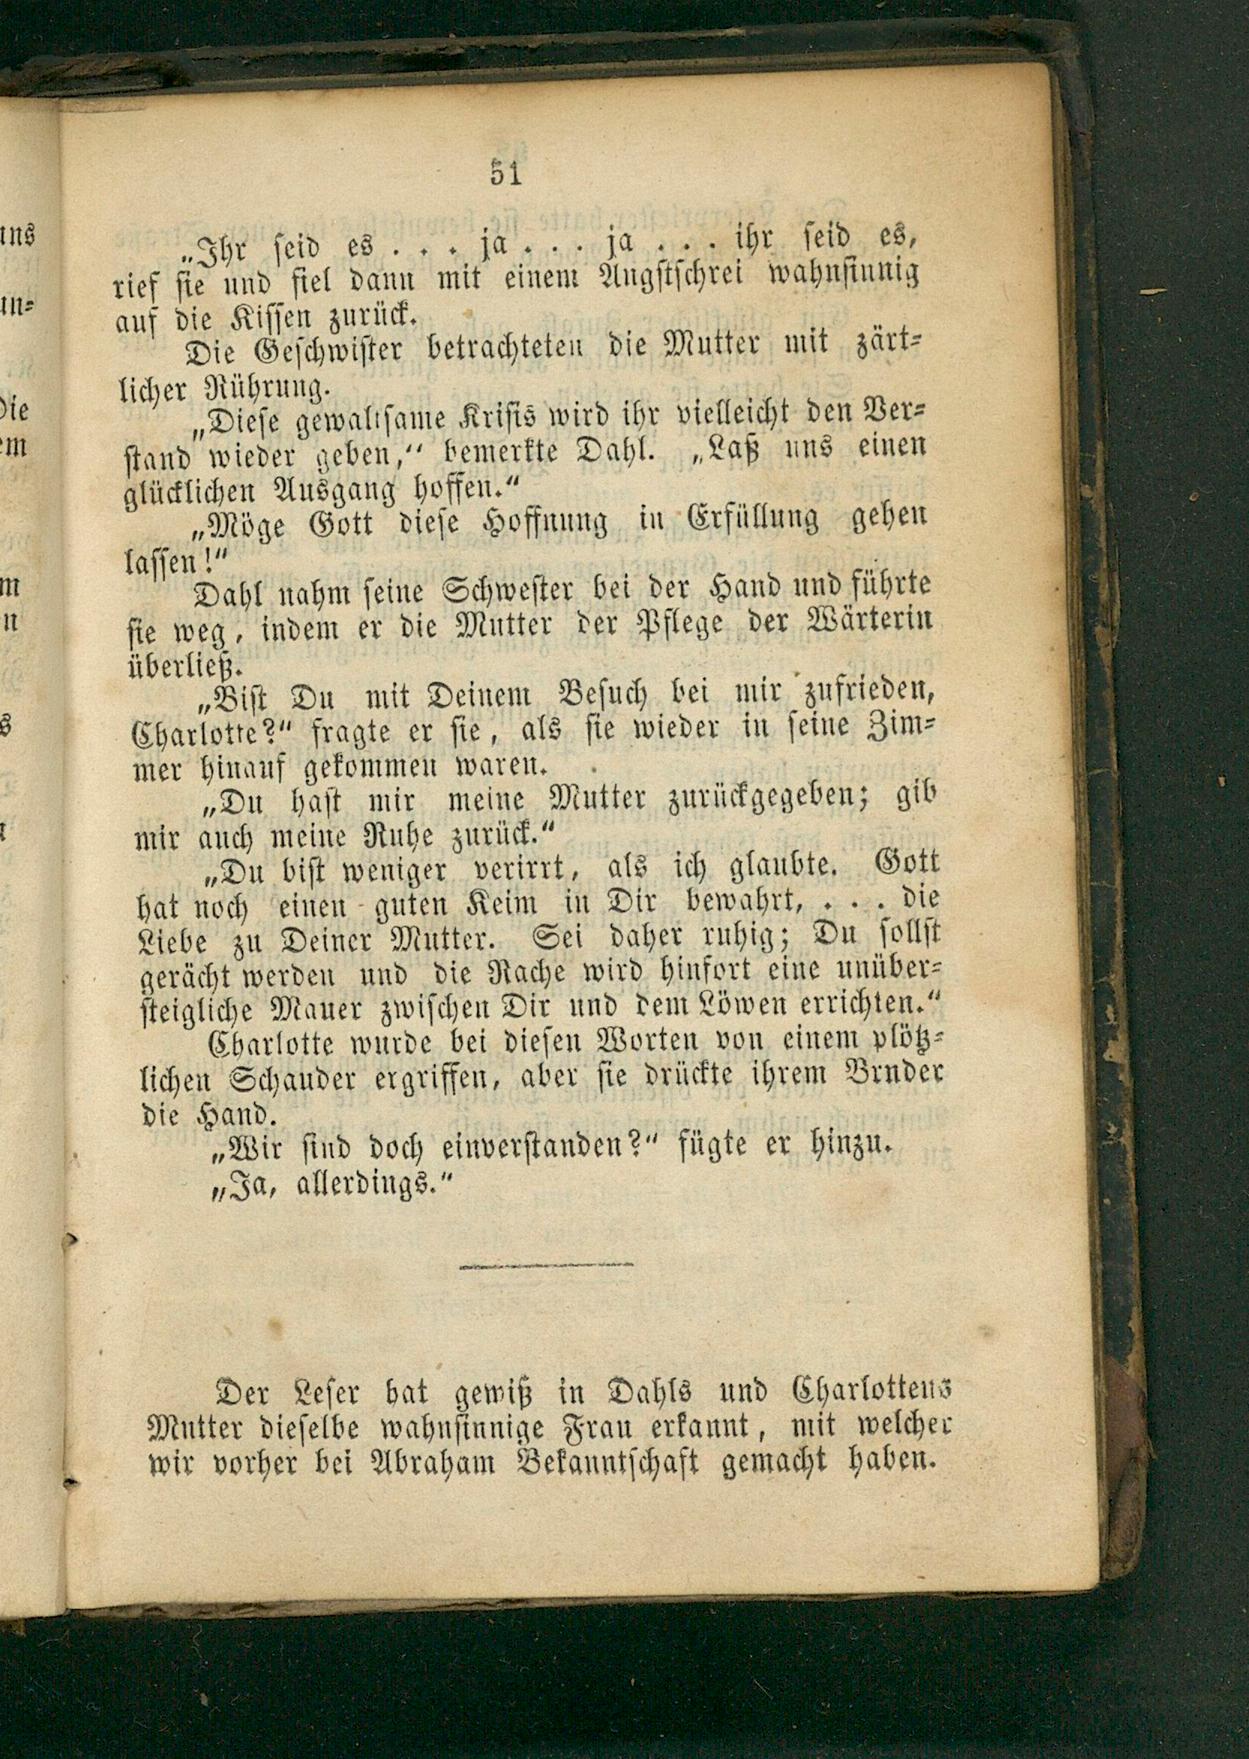 51
„Ihr seid es . . . ja . . . ja . . . ihr seid es,
rief sie und fiel dann mit einem Angstschrei wahnsinnig
auf die Kissen zurück.
Die Geschwister betrachteten die Mutter mit zärt-
licher Rührung.
„Diese gewaltsame Krisis wird ihr vielleicht den Ver-
stand wieder geben,“ bemerkte Dahl. „Laß uns einen
glücklichen Ausgang hoffen.“
„Möge Gott diese Hoffnung in Erfüllung gehen
lassen!“
Dahl nahm seine Schwester bei der Hand und führte
sie weg, indem er die Mutter der Pflege der Wärterin
überließ.
„Bist Du mit Deinem Besuch bei mir zufrieden,
Charlotte?“ fragte er sie, als sie wieder in seine Zim-
mer hinauf gekommen waren.
„Du hast mir meine Mutter zurückgegeben; gib
mir auch meine Ruhe zurück.“
„Du bist weniger verirrt, als ich glaubte. Gott
hat noch einen guten Keim in Dir bewahrt, . . . die
Liebe zu Deiner Mutter. Sei daher ruhig; Du sollst
gerächt werden und die Rache wird hinfort eine unüber-
steigliche Mauer zwischen Dir und dem Löwen errichten.“
Charlotte wurde bei diesen Worten von einem plötz-
lichen Schauder ergriffen, aber sie drückte ihrem Brnder
die Hand.
„Wir sind doch einverstanden?“ fügte er hinzu.
„Ja, allerdings.“
Der Leser hat gewiß in Dahls und Charlottens
Mutter dieselbe wahnsinnige Frau erkannt, mit welcher
wir vorher bei Abraham Bekanntschaft gemacht haben.